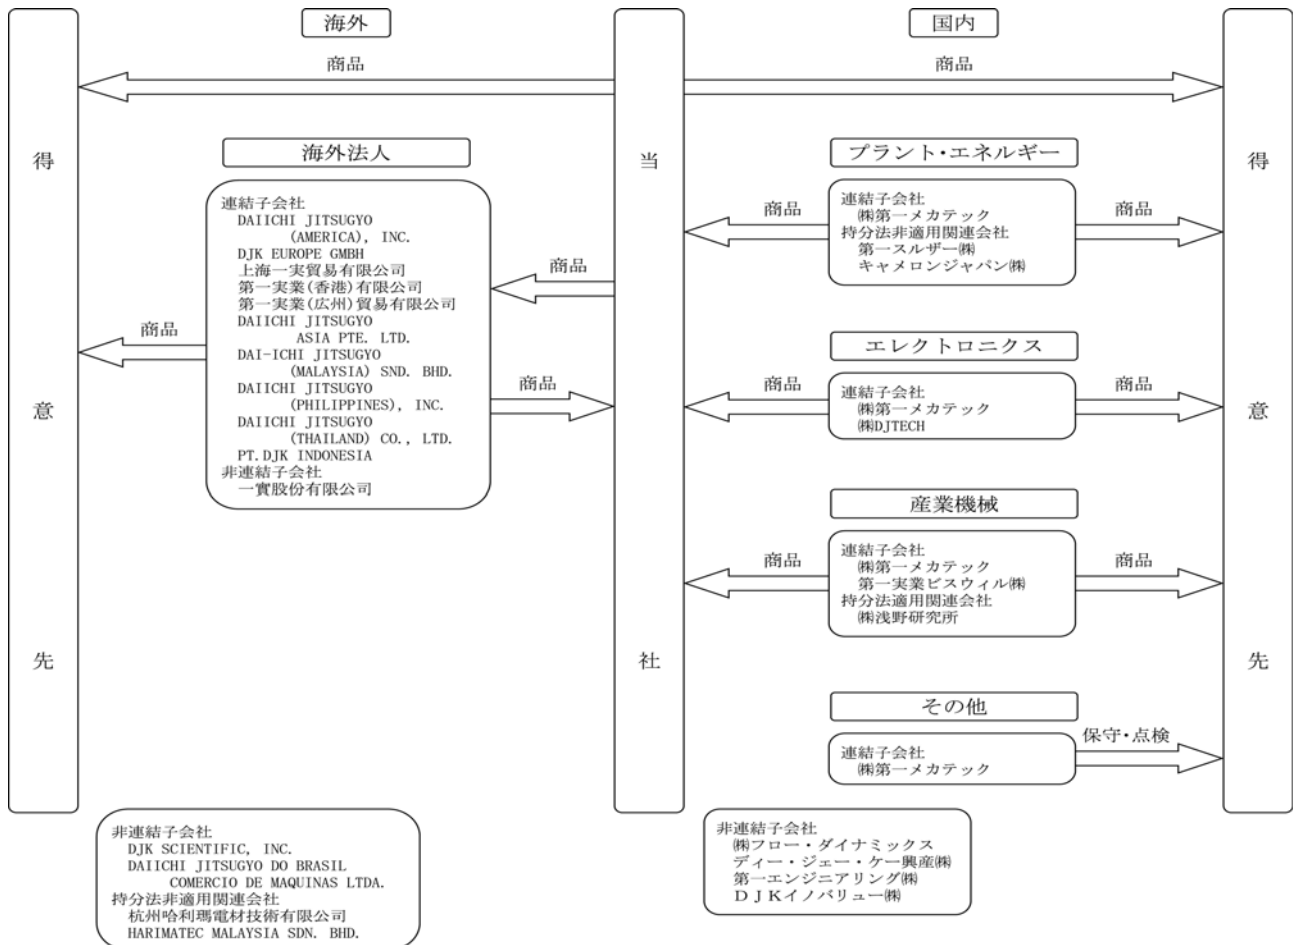 海外
国内
商品
商品
得意先
当社
得意先
海外法人
連結子会社
DAIICHI JITSUGYO
(AMERICA), INC.
DJK EUROPE GMBH
上海一実貿易有限公司
第一実業(香港)有限公司
第一実業(広州)貿易有限公司
DAIICHI JITSUGYO
ASIA PTE. LTD.
DAI-ICHI JITSUGYO
(MALAYSIA) SND. BHD.
DAIICHI JITSUGYO
(PHILIPPINES), INC.
DAIICHI JITSUGYO
(THAILAND) CO., LTD.
PT.DJK INDONESIA
非連結子会社
一實股份有限公司
商品
商品
商品
プラント・エネルギー
商品
連結子会社
㈱第一メカテック
持分法非適用関連会社
第一スルザー㈱
キャメロンジャパン㈱
商品
エレクトロニクス
商品
連結子会社
㈱第一メカテック
㈱DJTECH
商品
産業機械
商品
連結子会社
㈱第一メカテック
第一実業ビスウィル㈱
持分法適用関連会社
㈱浅野研究所
商品
その他
連結子会社
㈱第一メカテック
保守・点検
非連結子会社
DJK SCIENTIFIC, INC.
DAIICHI JITSUGYO DO BRASIL
COMERCIO DE MAQUINAS LTDA.
持分法非適用関連会社
杭州哈利瑪電材技術有限公司
HARIMATEC MALAYSIA SDN. BHD.
非連結子会社
㈱フロー・ダイナミックス
ディー・ジェー・ケー興産㈱
第一エンジニアリング㈱
ＤＪＫイノバリュー㈱